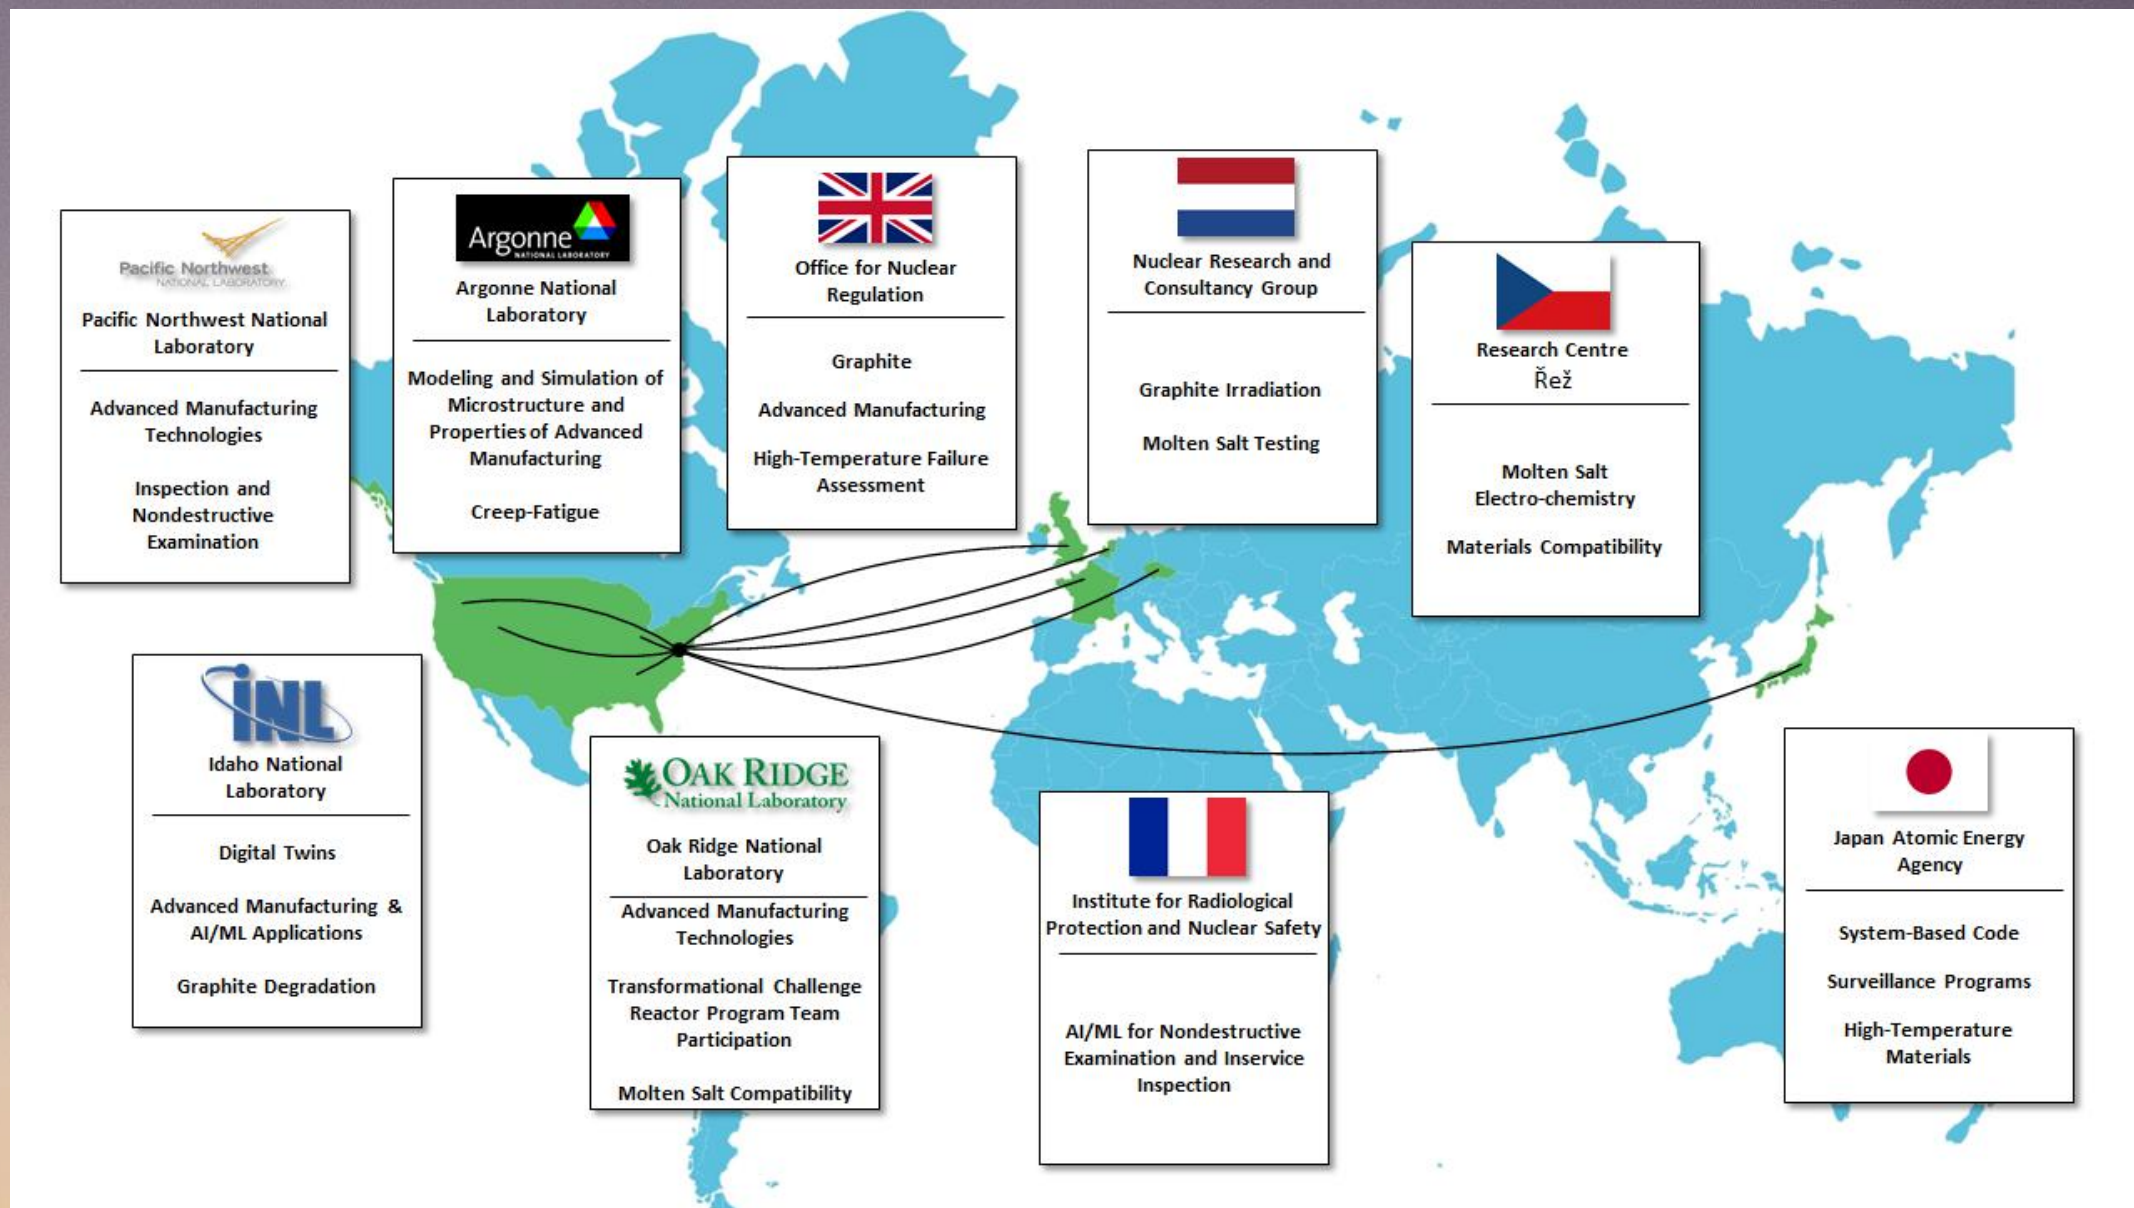 Pacific Northwest
NATIONAL LABORATORY
Pacific Northwest National
Laboratory
Advanced Manufacturing
Technologies
Inspection and
Nondestructive
Examination
Argonne
NATIONAL LABORATORY
Argonne National
Laboratory
Modeling and Simulation of
Microstructure and
Properties of Advanced
Manufacturing
Creep-Fatigue
Office for Nuclear
Regulation
Graphite
Advanced Manufacturing
High-Temperature Failure
Assessment
Nuclear Research and
Consultancy Group
Graphite Irradiation
Molten Salt Testing
Research Centre
Řež
Molten Salt
Electro-chemistry
Materials Compatibility
INL
Idaho National
Laboratory
Digital Twins
Advanced Manufacturing &
AI/ML Applications
Graphite Degradation
OAK RIDGE
National Laboratory
Oak Ridge National
Laboratory
Advanced Manufacturing
Technologies
Transformational Challenge
Reactor Program Team
Participation
Molten Salt Compatibility
Institute for Radiological
Protection and Nuclear Safety
AI/ML for Nondestructive
Examination and Inservice
Inspection
Japan Atomic Energy
Agency
System-Based Code
Surveillance Programs
High-Temperature
Materials